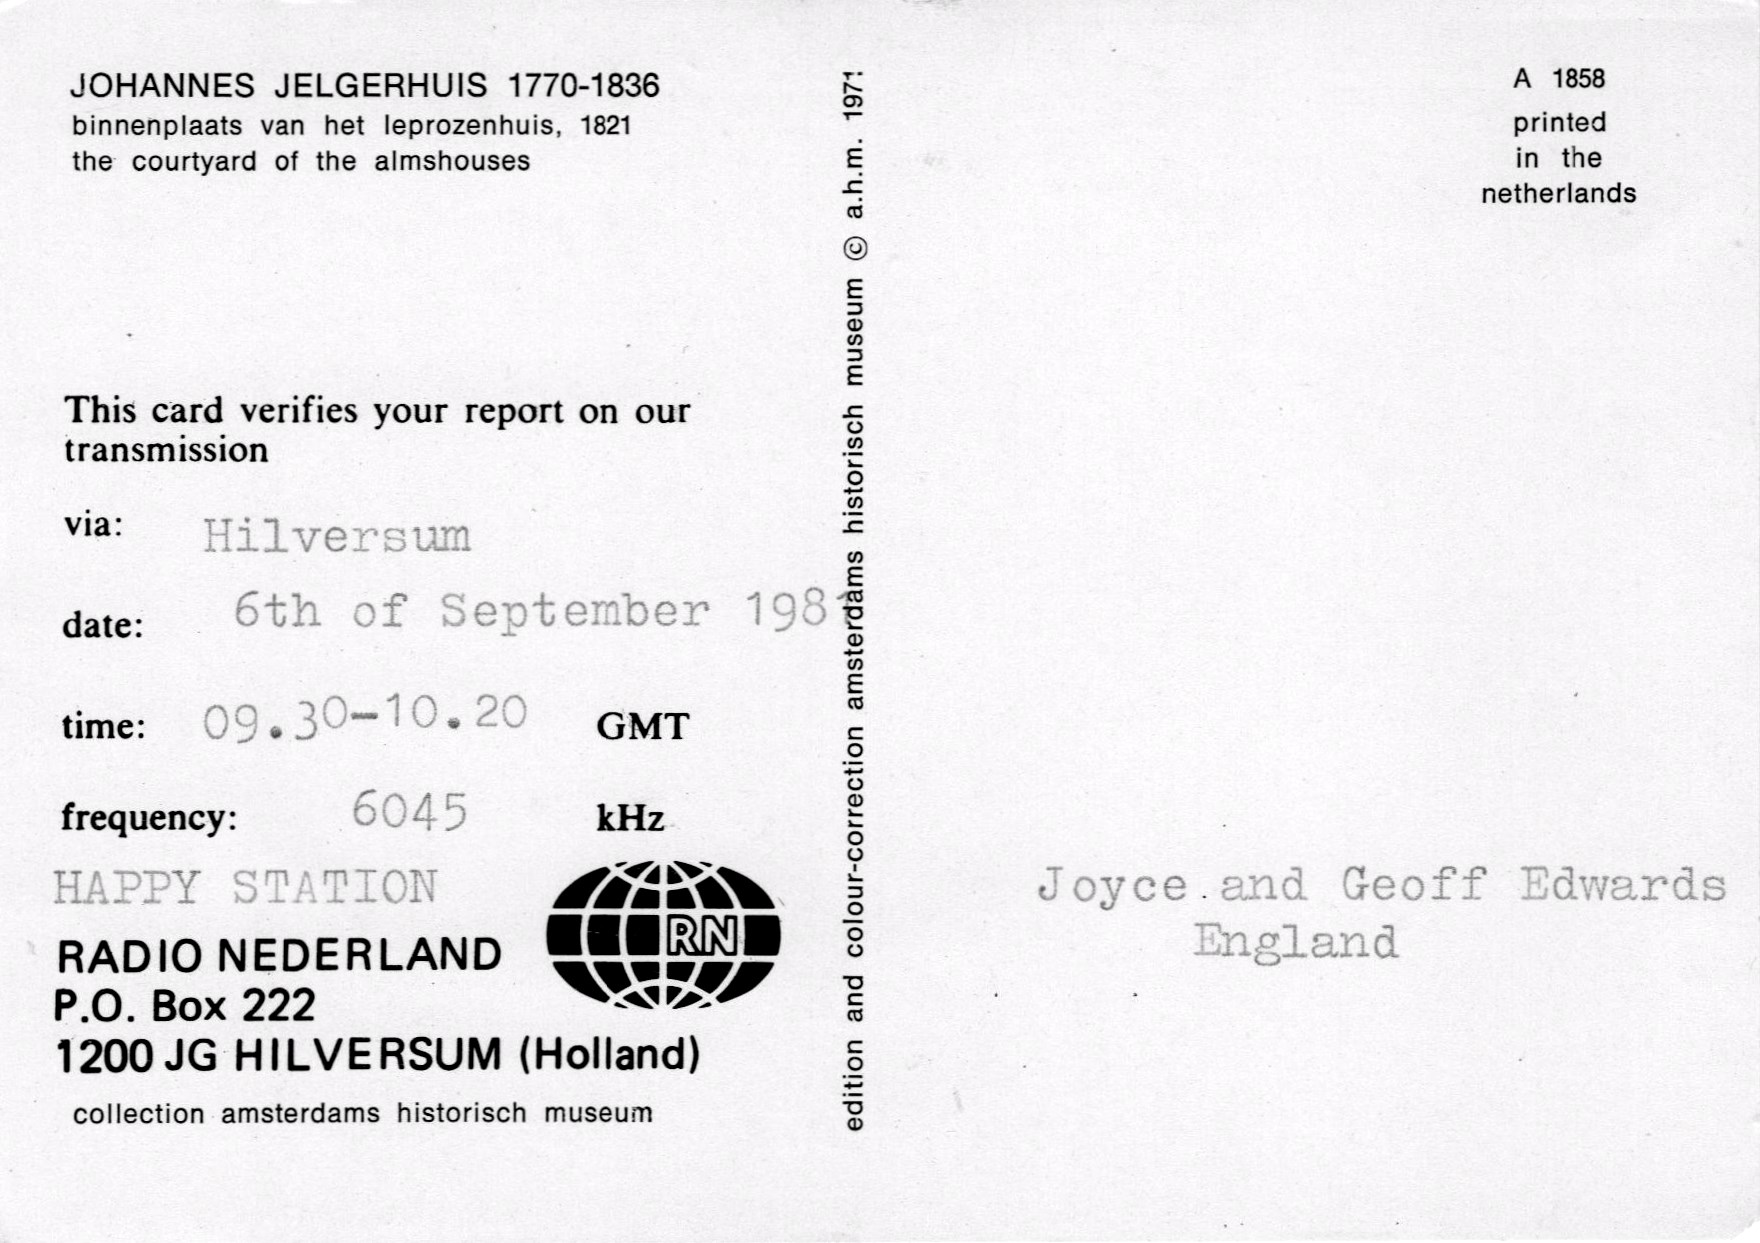 JOHANNES JELGERHUIS 1770-1836
binnenplaats van het leprozenhuis, 1821
the courtyard of the almshouses
This card verifies your report on our
transmission
via: Hilversum
date: 6th of September 1981
time: 09.30-10.20 GMT
frequency: 6045 kHz
HAPPY STATION
RN
RADIO NEDERLAND
P.O. Box 222
1200 JG HILVERSUM (Holland)
collection amsterdams historisch museum
edition and colour-correction amsterdams historisch museum © a.h.m. 1971
A 1858
printed
in the
netherlands
Joyce and Geoff Edwards
England